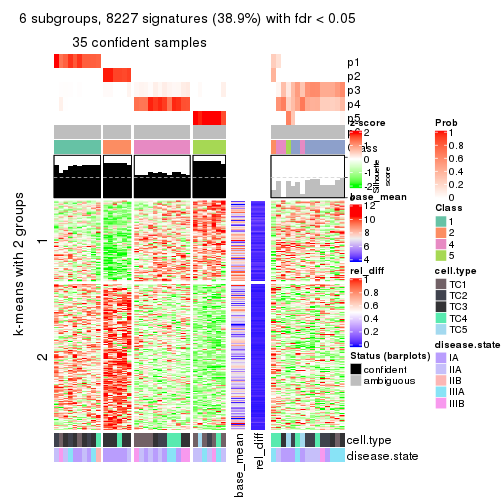 6 subgroups, 8227 signatures (38.9%) with fdr < 0.05
35 confident samples
p1
p2
p3
p4
p5
z-score
2
1
0
-1
-2
Silhouette
score
Prob
1
0.8
0.6
0.4
0.2
0
Class
1
2
4
5
base_mean
12
10
8
6
4
rel_diff
1
0.8
0.6
0.4
0.2
0
Status (barplots)
confident
ambiguous
cell.type
TC1
TC2
TC3
TC4
TC5
disease.state
IA
IIA
IIB
IIIA
IIIB
k-means with 2 groups
1
2
cell.type
disease.state
base_mean
rel_diff